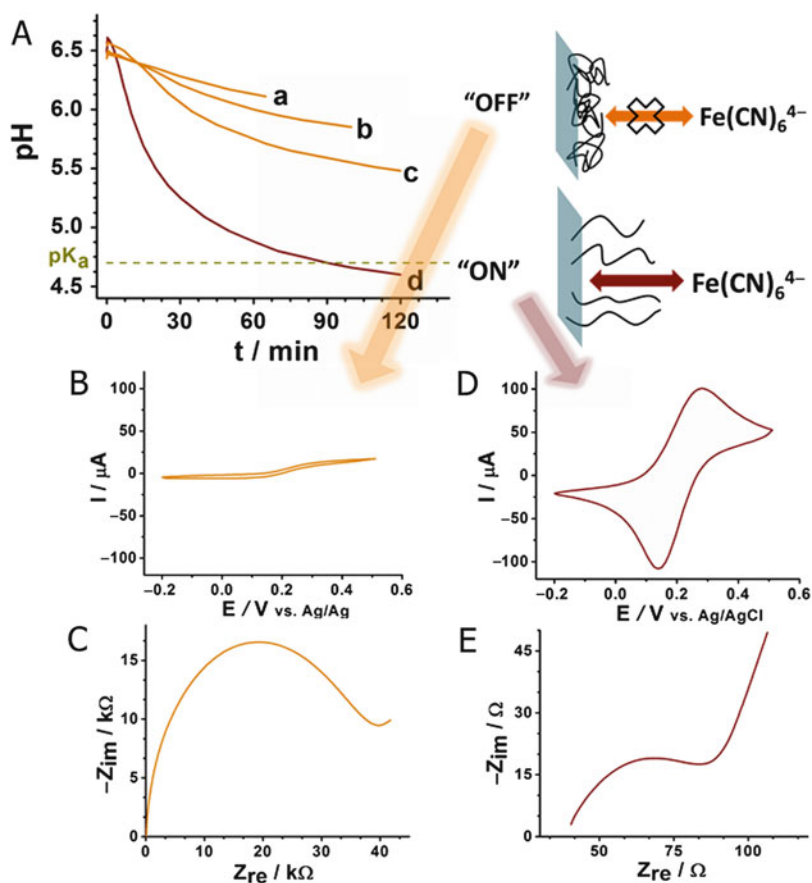 A
pH
6.5
6.0
5.5
5.0
pKa
4.5
a
b
c
d
0 30 60 90 120
t / min
"OFF"
Fe(CN)₆⁴⁻
"ON"
Fe(CN)₆⁴⁻
B
I / μA
100
50
0
−50
−100
−0.2 0.0 0.2 0.4 0.6
E / V vs. Ag/Ag
D
I / μA
100
50
0
−50
−100
−0.2 0.0 0.2 0.4 0.6
E / V vs. Ag/AgCl
C
−Zim / kΩ
15
10
5
0
0 10 20 30 40
Zre / kΩ
E
−Zim / Ω
45
30
15
0
50 75 100
Zre / Ω